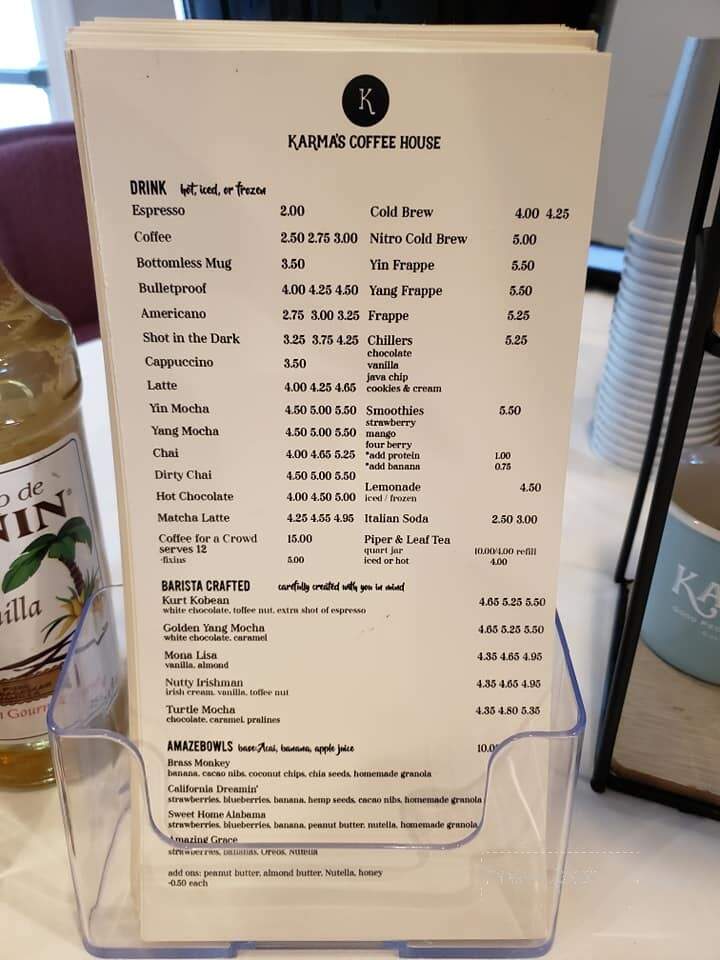 K
KARMA'S COFFEE HOUSE
DRINK hot, iced, or frozen
Espresso 2.00
Coffee 2.50 2.75 3.00
Bottomless Mug 3.50
Bulletproof 4.00 4.25 4.50
Americano 2.75 3.00 3.25
Shot in the Dark 3.25 3.75 4.25
Cappuccino 3.50
Latte 4.00 4.25 4.65
Yin Mocha 4.50 5.00 5.50
Yang Mocha 4.50 5.00 5.50
Chai 4.00 4.65 5.25
Dirty Chai 4.50 5.00 5.50
Hot Chocolate 4.00 4.50 5.00
Matcha Latte 4.25 4.55 4.95
Coffee for a Crowd 15.00
serves 12
-fixins 5.00
Cold Brew 4.00 4.25
Nitro Cold Brew 5.00
Yin Frappe 5.50
Yang Frappe 5.50
Frappe 5.25
Chillers 5.25
chocolate
vanilla
java chip
cookies & cream
Smoothies 5.50
strawberry
mango
four berry
*add protein 1.00
*add banana 0.75
Lemonade 4.50
iced / frozen
Italian Soda 2.50 3.00
Piper & Leaf Tea
quart jar 10.00/4.00 refill
iced or hot 4.00
BARISTA CRAFTED carefully created with you in mind
Kurt Kobean 4.65 5.25 5.50
white chocolate, toffee nut, extra shot of espresso
Golden Yang Mocha 4.65 5.25 5.50
white chocolate, caramel
Mona Lisa 4.35 4.65 4.95
vanilla, almond
Nutty Irishman 4.35 4.65 4.95
irish cream, vanilla, toffee nut
Turtle Mocha 4.35 4.80 5.35
chocolate, caramel, pralines
AMAZEBOWLS base: Acai, banana, apple juice 10.0
Brass Monkey
banana, cacao nibs, coconut chips, chia seeds, homemade granola
California Dreamin'
strawberries, blueberries, banana, hemp seeds, cacao nibs, homemade granola
Sweet Home Alabama
strawberries, blueberries, banana, peanut butter, nutella, homemade granola
Amazing Grace
strawberries, bananas, Oreos, Nutella
add ons: peanut butter, almond butter, Nutella, honey
-0.50 each
o de
NIN
illa
Gourm
KA